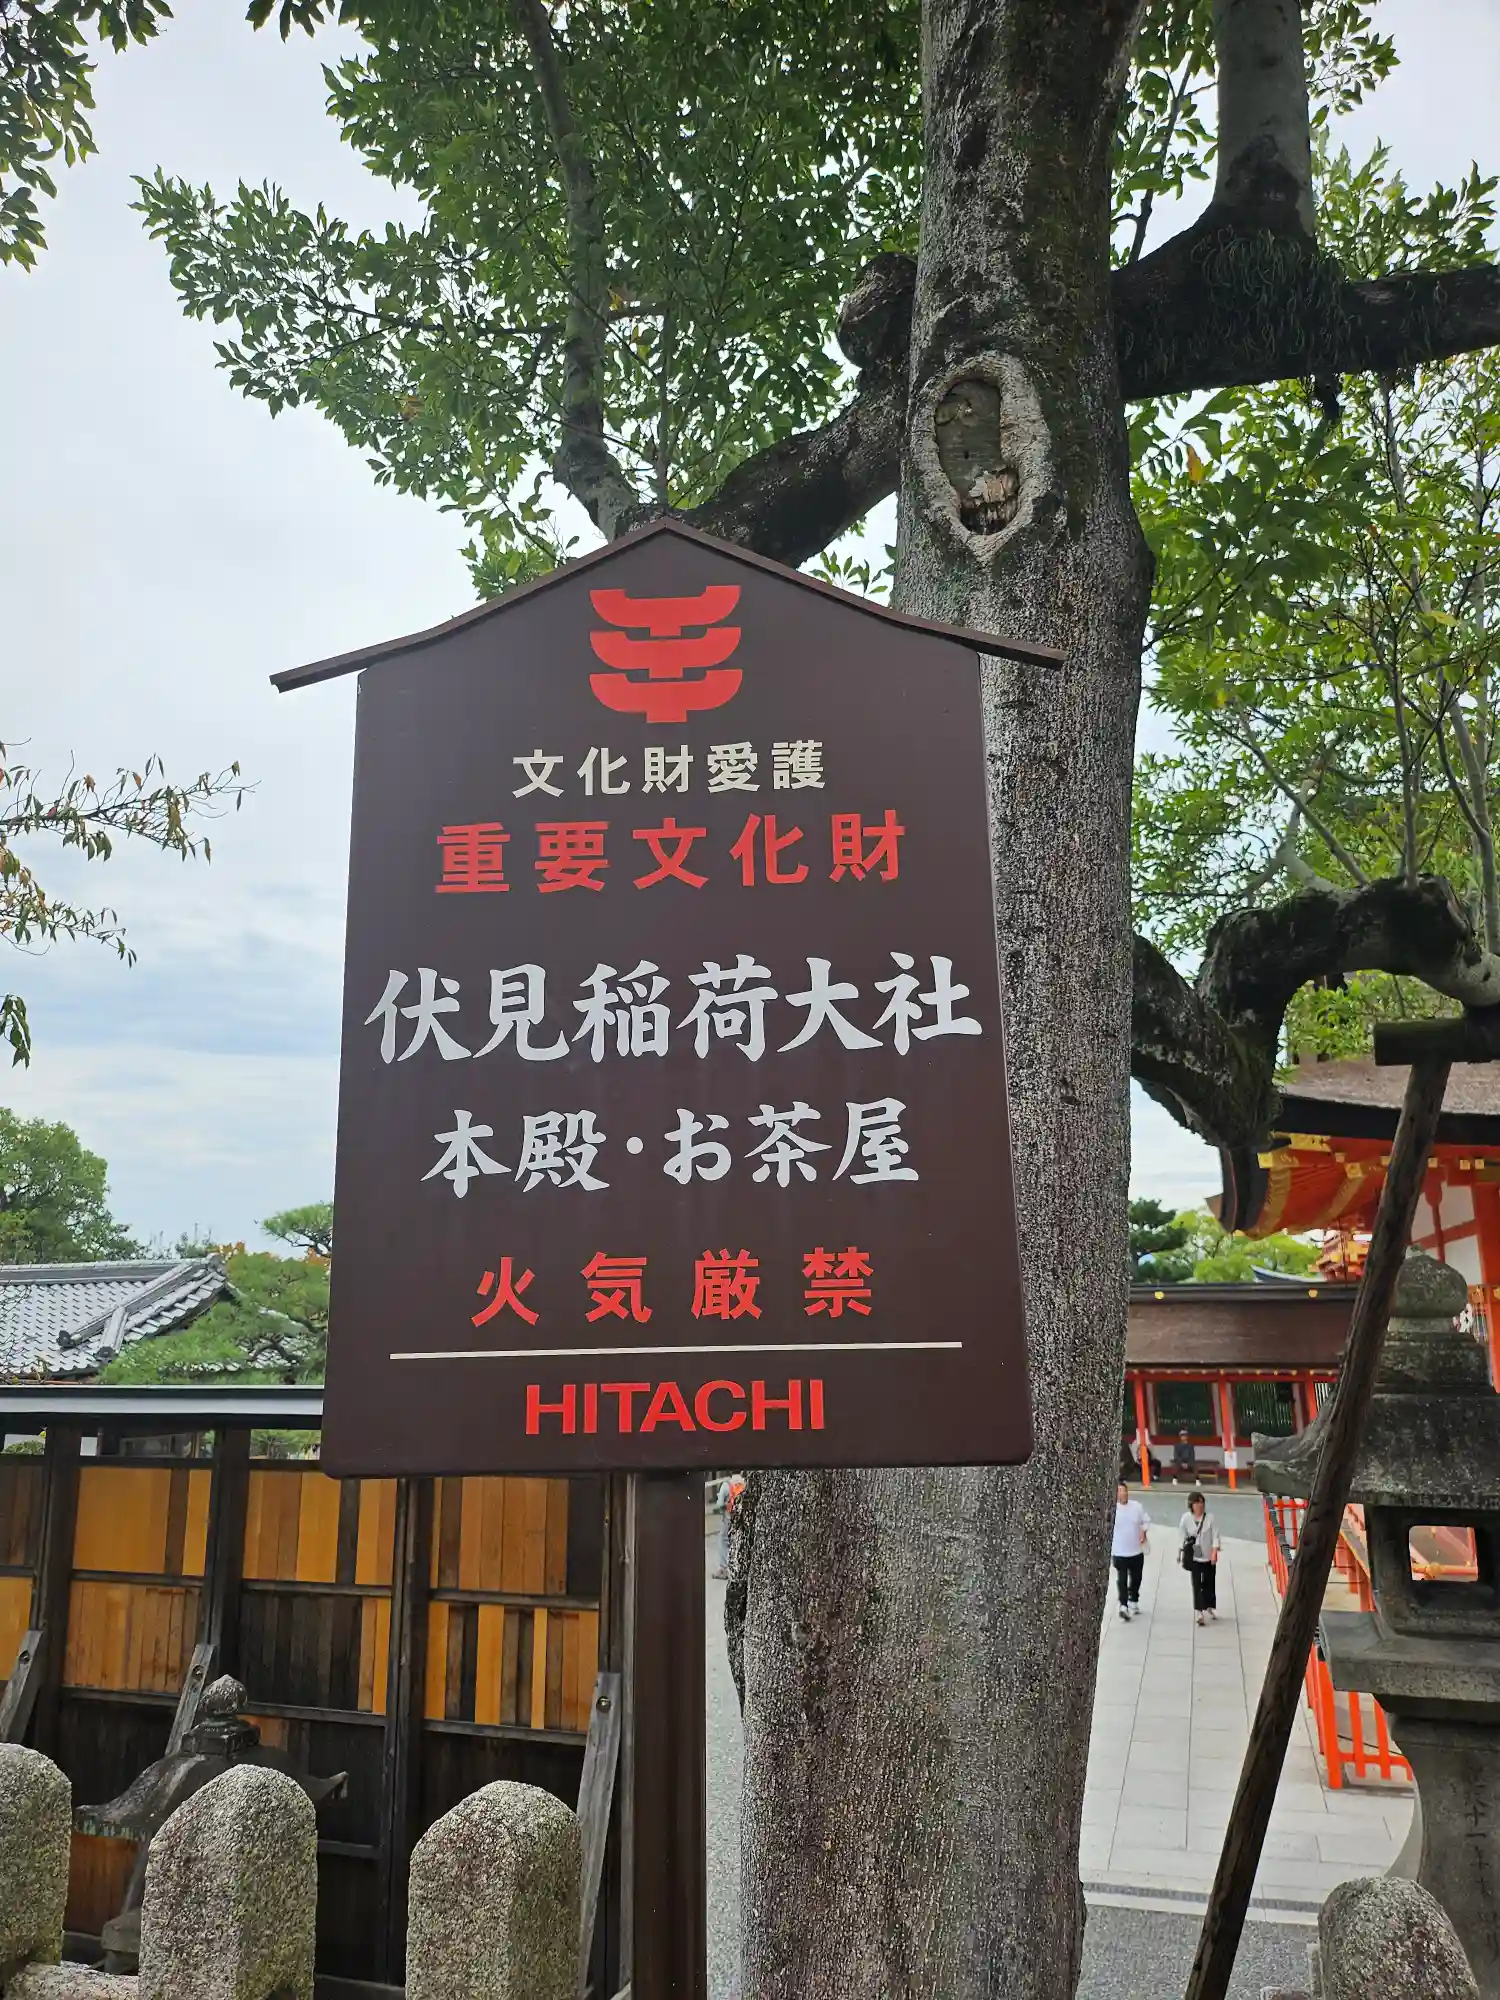 文化財愛護
重要文化財
伏見稲荷大社
本殿・お茶屋
火気厳禁
HITACHI